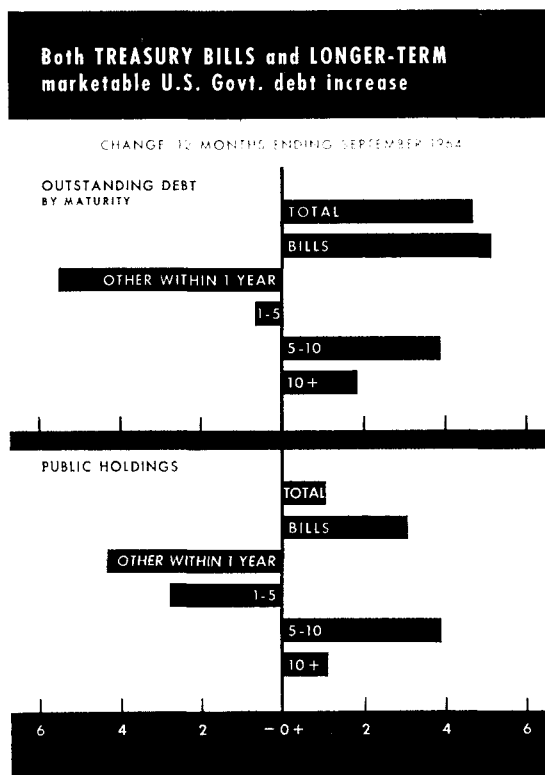 Both TREASURY BILLS and LONGER-TERM
marketable U.S. Govt. debt increase
CHANGE 12 MONTHS ENDING SEPTEMBER 1964
OUTSTANDING DEBT
BY MATURITY
TOTAL
BILLS
OTHER WITHIN 1 YEAR
1-5
5-10
10+
PUBLIC HOLDINGS
TOTAL
BILLS
OTHER WITHIN 1 YEAR
1-5
5-10
10+
6 4 2 -0+ 2 4 6